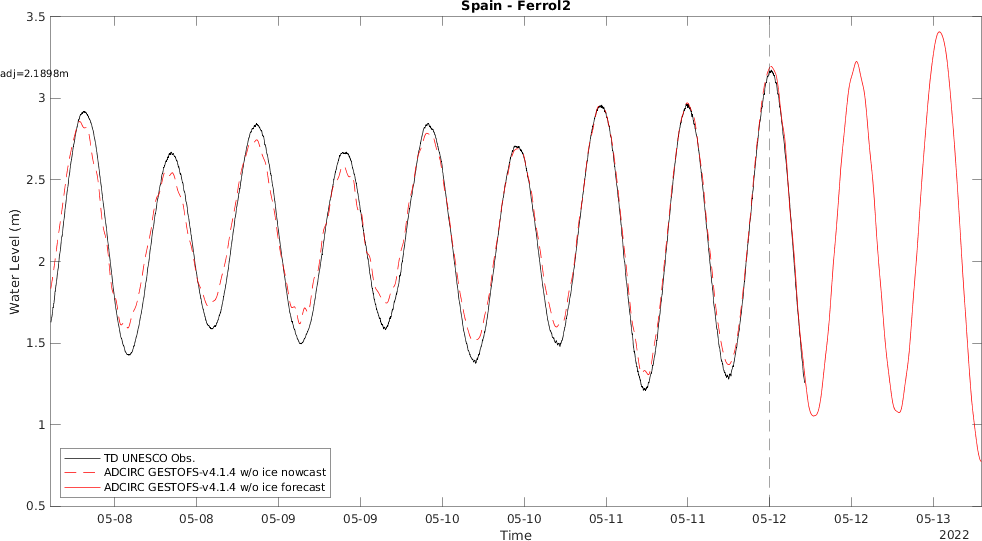 Spain - Ferrol2
3.5
adj=2.1898m
3
2.5
2
1.5
1
0.5
Water Level (m)
TD UNESCO Obs.
ADCIRC GESTOFS-v4.1.4 w/o ice nowcast
ADCIRC GESTOFS-v4.1.4 w/o ice forecast
05-08 05-08 05-09 05-09 05-10 05-10 05-11 05-11 05-12 05-12 05-13
Time
2022